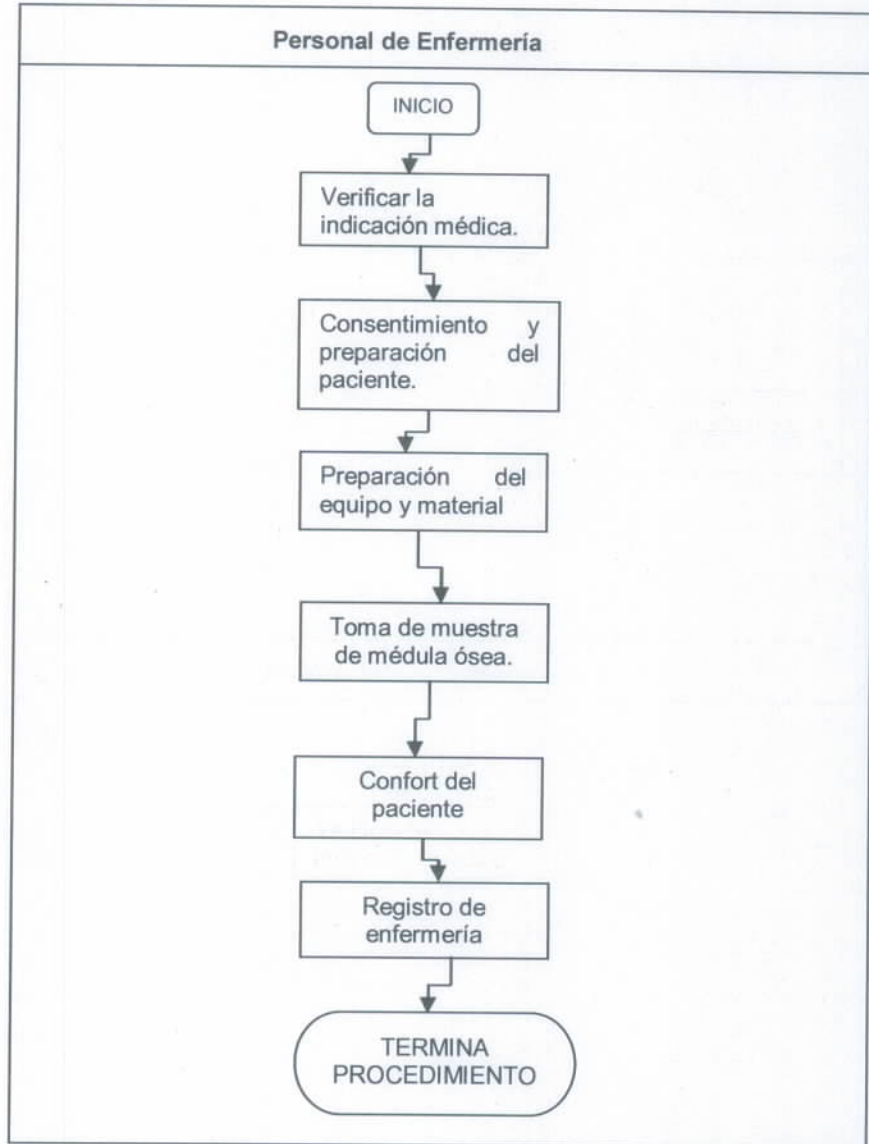 Personal de Enfermería
INICIO
Verificar la
indicación médica.
Consentimiento y
preparación del
paciente.
Preparación del
equipo y material
Toma de muestra
de médula ósea.
Confort del
paciente
Registro de
enfermería
TERMINA
PROCEDIMIENTO